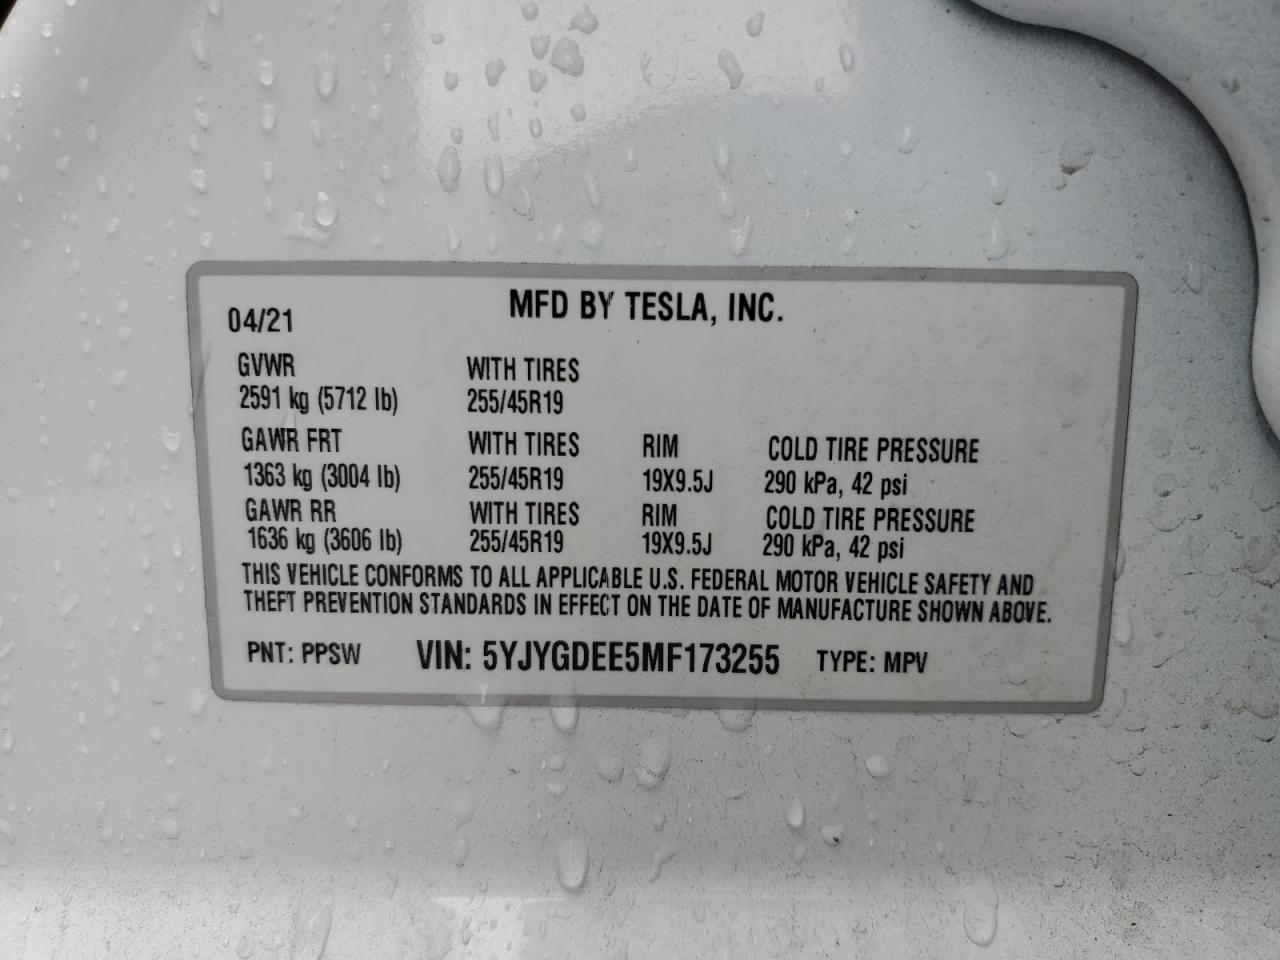 MFD BY TESLA, INC.
04/21
GVWR WITH TIRES
2591 kg (5712 lb) 255/45R19
GAWR FRT WITH TIRES RIM COLD TIRE PRESSURE
1363 kg (3004 lb) 255/45R19 19X9.5J 290 kPa, 42 psi
GAWR RR WITH TIRES RIM COLD TIRE PRESSURE
1636 kg (3606 lb) 255/45R19 19X9.5J 290 kPa, 42 psi
THIS VEHICLE CONFORMS TO ALL APPLICABLE U.S. FEDERAL MOTOR VEHICLE SAFETY AND
THEFT PREVENTION STANDARDS IN EFFECT ON THE DATE OF MANUFACTURE SHOWN ABOVE.
PNT: PPSW VIN: 5YJYGDEE5MF173255 TYPE: MPV